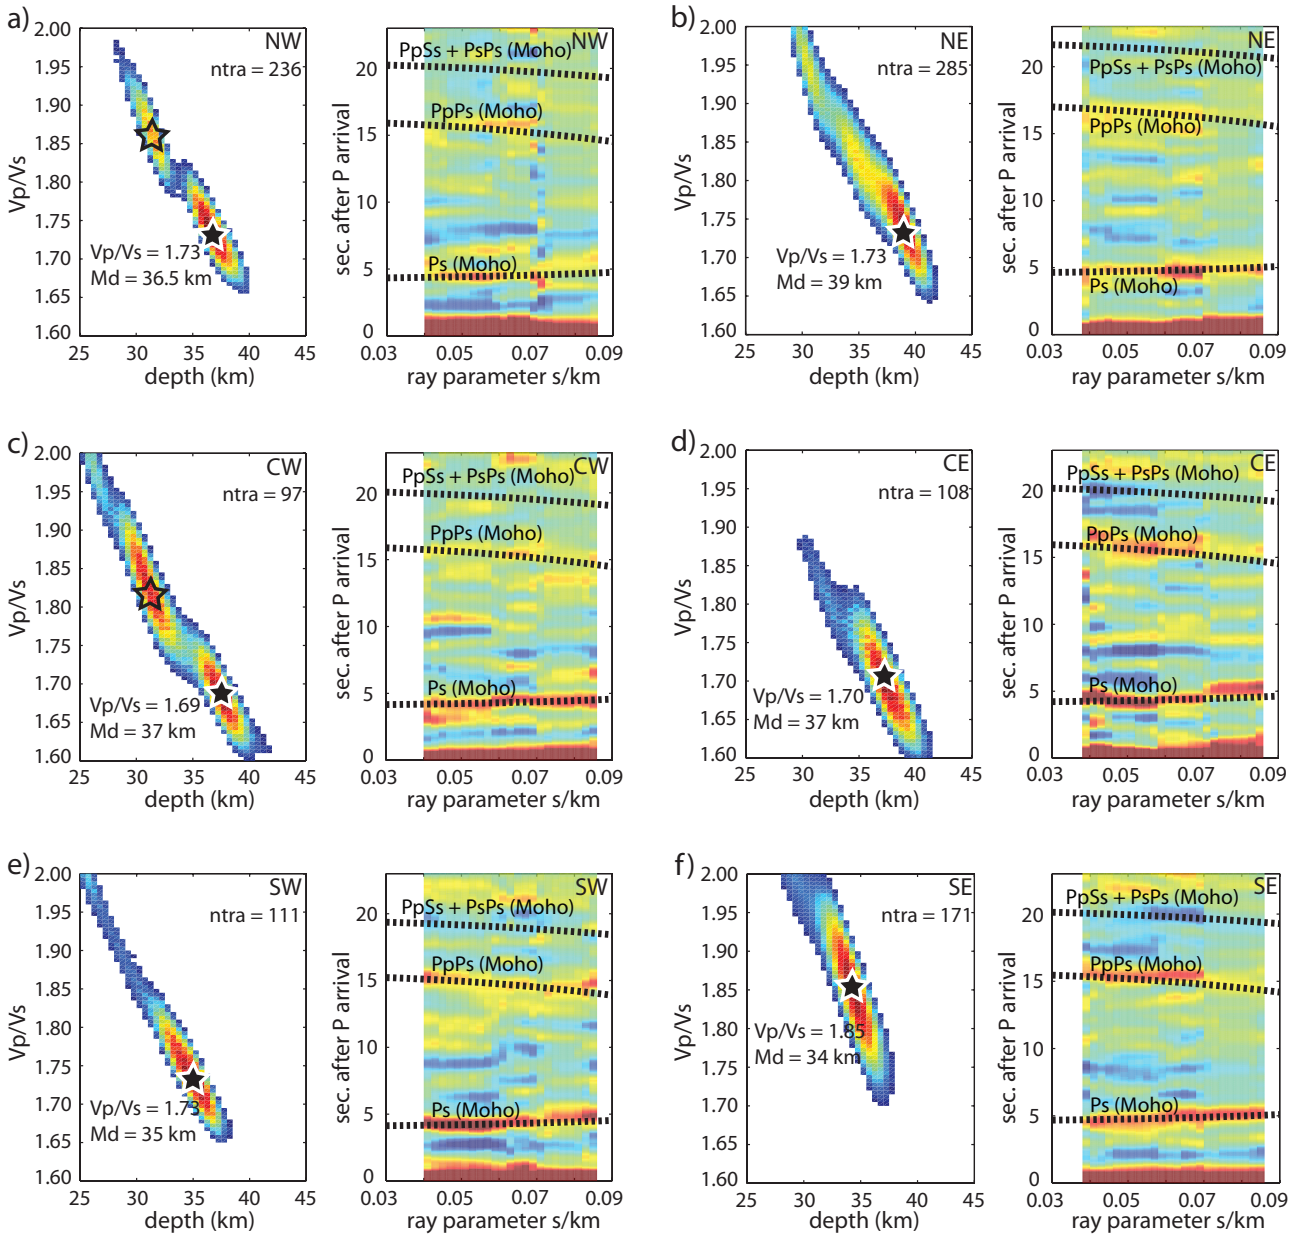 a)
NW
ntra = 236
Vp/Vs = 1.73
Md = 36.5 km
Vp/Vs
2.00
1.90
1.85
1.80
1.75
1.70
1.65
1.60
25 30 35 40 45
depth (km)
NW
PpSs + PsPs (Moho)
PpPs (Moho)
Ps (Moho)
sec. after P arrival
20
15
10
5
0
0.03 0.05 0.07 0.09
ray parameter s/km
b)
NE
ntra = 285
Vp/Vs = 1.73
Md = 39 km
Vp/Vs
2.00
1.90
1.85
1.80
1.75
1.70
1.65
1.60
25 30 35 40 45
depth (km)
NE
PpSs + PsPs (Moho)
PpPs (Moho)
Ps (Moho)
sec. after P arrival
20
15
10
5
0
0.03 0.05 0.07 0.09
ray parameter s/km
c)
CW
ntra = 97
Vp/Vs = 1.69
Md = 37 km
Vp/Vs
2.00
1.90
1.85
1.80
1.75
1.70
1.65
1.60
25 30 35 40 45
depth (km)
CW
PpSs + PsPs (Moho)
PpPs (Moho)
Ps (Moho)
sec. after P arrival
20
15
10
5
0
0.03 0.05 0.07 0.09
ray parameter s/km
d)
CE
ntra = 108
Vp/Vs = 1.70
Md = 37 km
Vp/Vs
2.00
1.90
1.85
1.80
1.75
1.70
1.65
1.60
25 30 35 40 45
depth (km)
CE
PpSs + PsPs (Moho)
PpPs (Moho)
Ps (Moho)
sec. after P arrival
20
15
10
5
0
0.03 0.05 0.07 0.09
ray parameter s/km
e)
SW
ntra = 111
Vp/Vs = 1.73
Md = 35 km
Vp/Vs
2.00
1.90
1.85
1.80
1.75
1.70
1.65
1.60
25 30 35 40 45
depth (km)
SW
PpSs + PsPs (Moho)
PpPs (Moho)
Ps (Moho)
sec. after P arrival
20
15
10
5
0
0.03 0.05 0.07 0.09
ray parameter s/km
f)
SE
ntra = 171
Vp/Vs = 1.85
Md = 34 km
Vp/Vs
2.00
1.90
1.85
1.80
1.75
1.70
1.65
1.60
25 30 35 40 45
depth (km)
SE
PpSs + PsPs (Moho)
PpPs (Moho)
Ps (Moho)
sec. after P arrival
20
15
10
5
0
0.03 0.05 0.07 0.09
ray parameter s/km